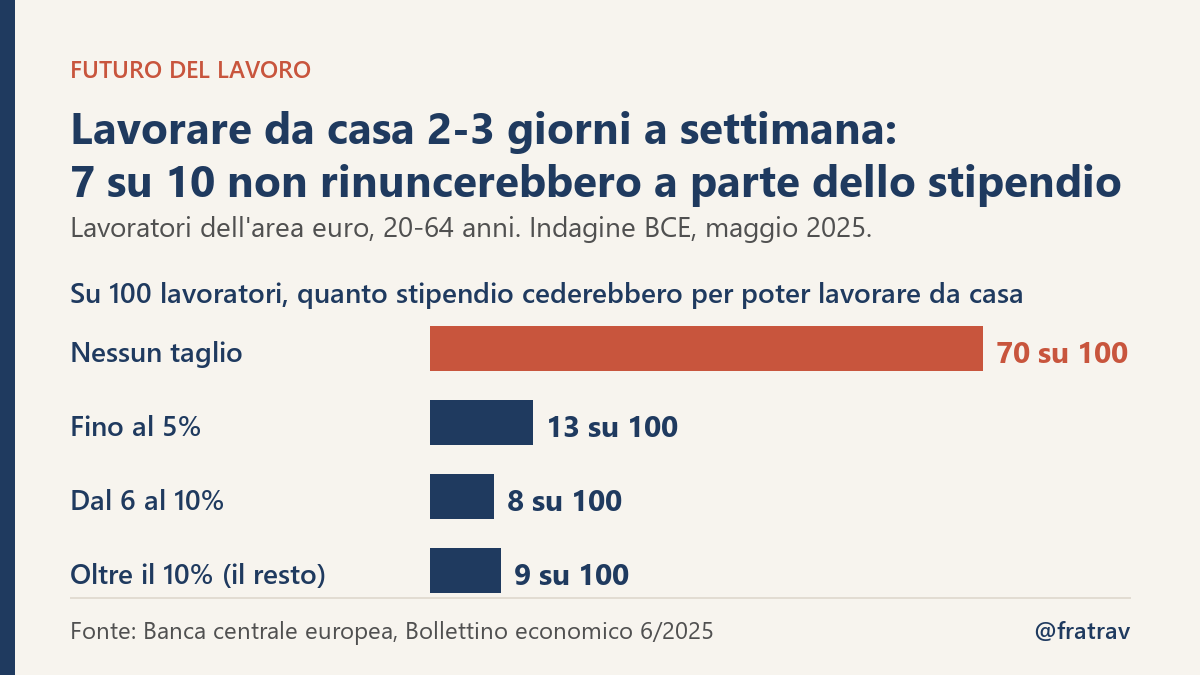 FUTURO DEL LAVORO
Lavorare da casa 2-3 giorni a settimana:
7 su 10 non rinuncerebbero a parte dello stipendio
Lavoratori dell'area euro, 20-64 anni. Indagine BCE, maggio 2025.
Su 100 lavoratori, quanto stipendio cederebbero per poter lavorare da casa
Nessun taglio 70 su 100
Fino al 5% 13 su 100
Dal 6 al 10% 8 su 100
Oltre il 10% (il resto) 9 su 100
Fonte: Banca centrale europea, Bollettino economico 6/2025 @fratrav